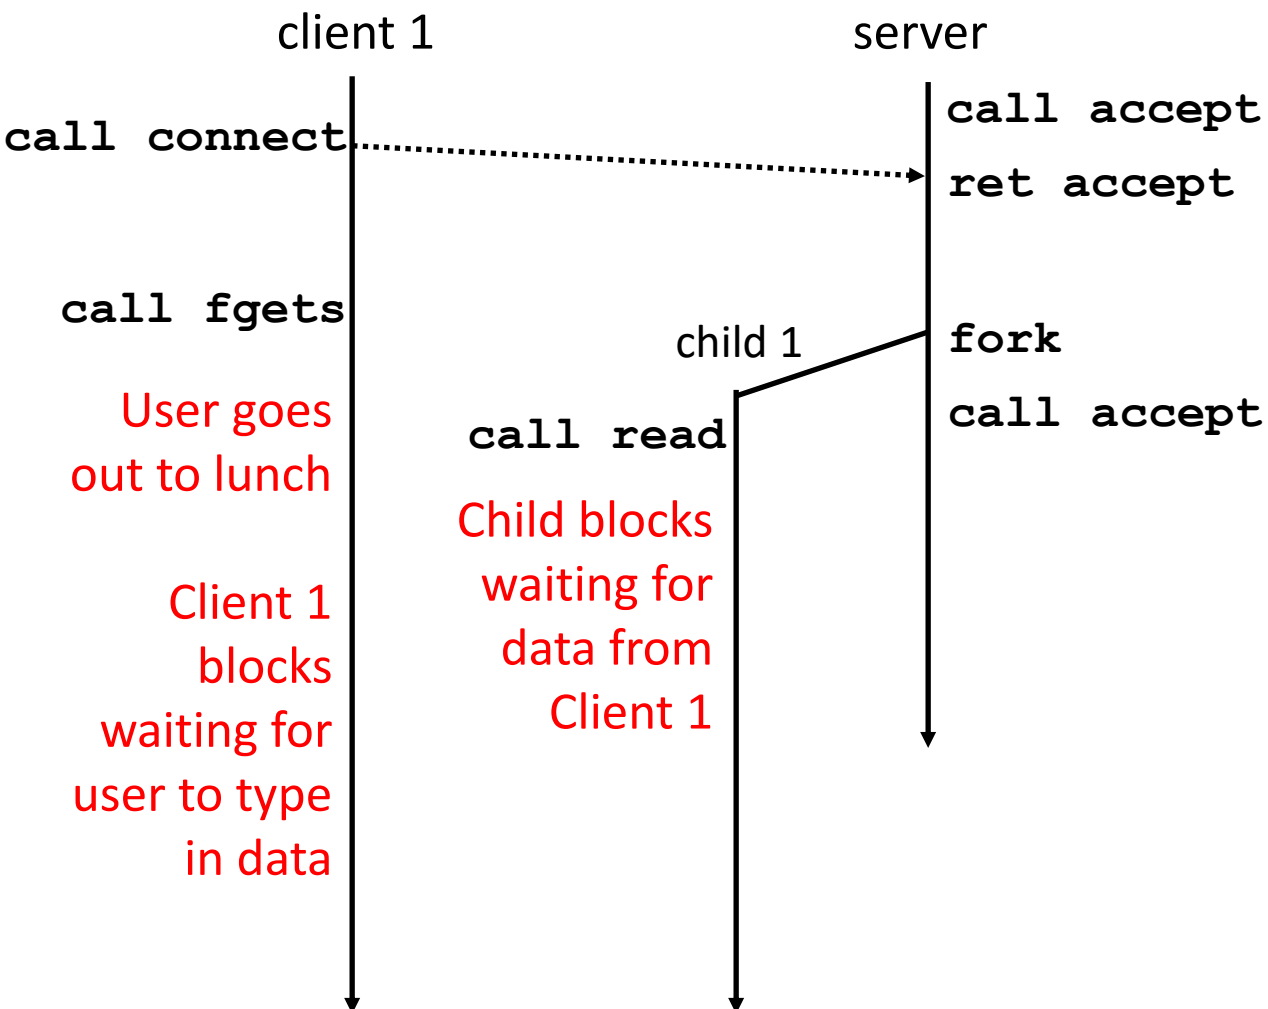 client 1
server
call connect
call accept
ret accept
call fgets
child 1
fork
call accept
call read
User goes
out to lunch
Client 1
blocks
waiting for
user to type
in data
Child blocks
waiting for
data from
Client 1